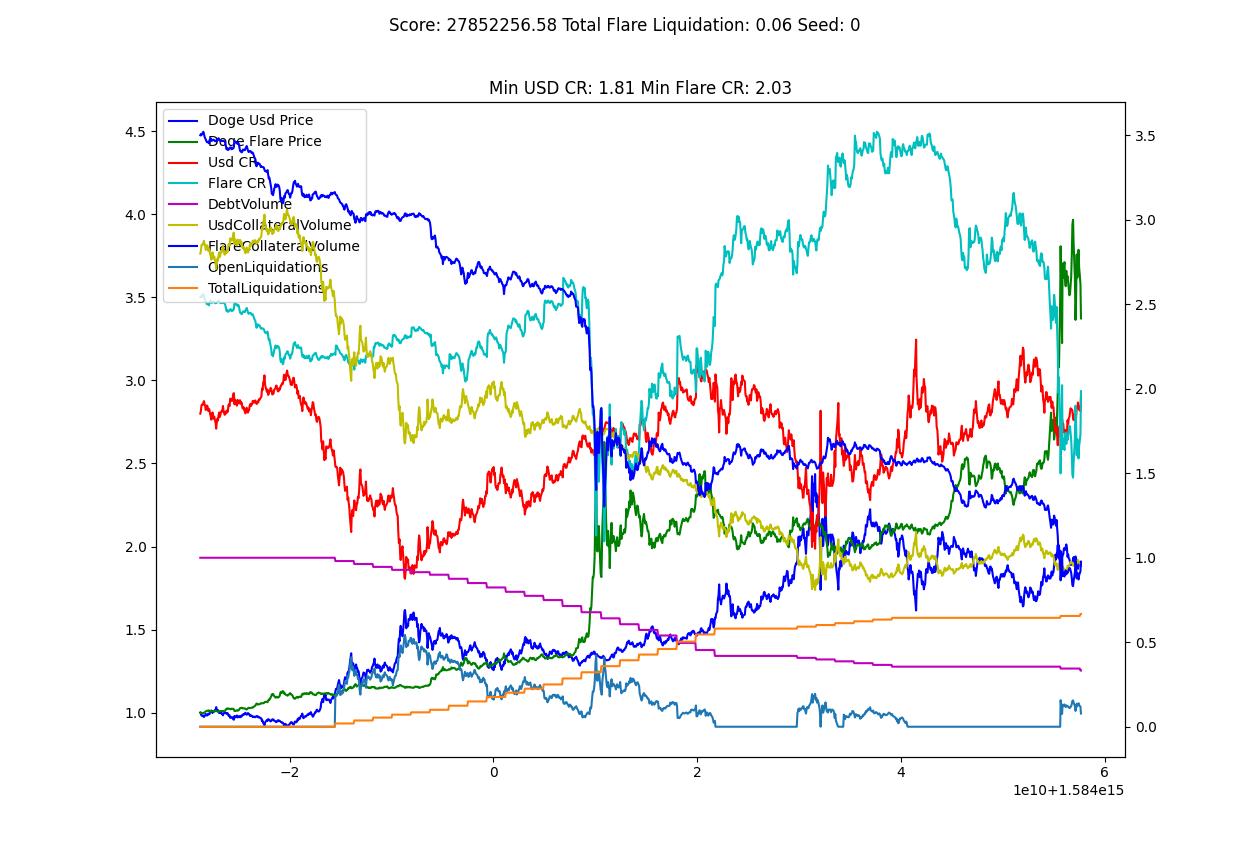 Score: 27852256.58 Total Flare Liquidation: 0.06 Seed: 0
Min USD CR: 1.81 Min Flare CR: 2.03
Doge Usd Price
Doge Flare Price
Usd CR
Flare CR
DebtVolume
UsdCollateralVolume
FlareCollateralVolume
OpenLiquidations
TotalLiquidations
4.5
4.0
3.5
3.0
2.5
2.0
1.5
1.0
3.5
3.0
2.5
2.0
1.5
1.0
0.5
0.0
−2 0 2 4 6
1e10+1.584e15